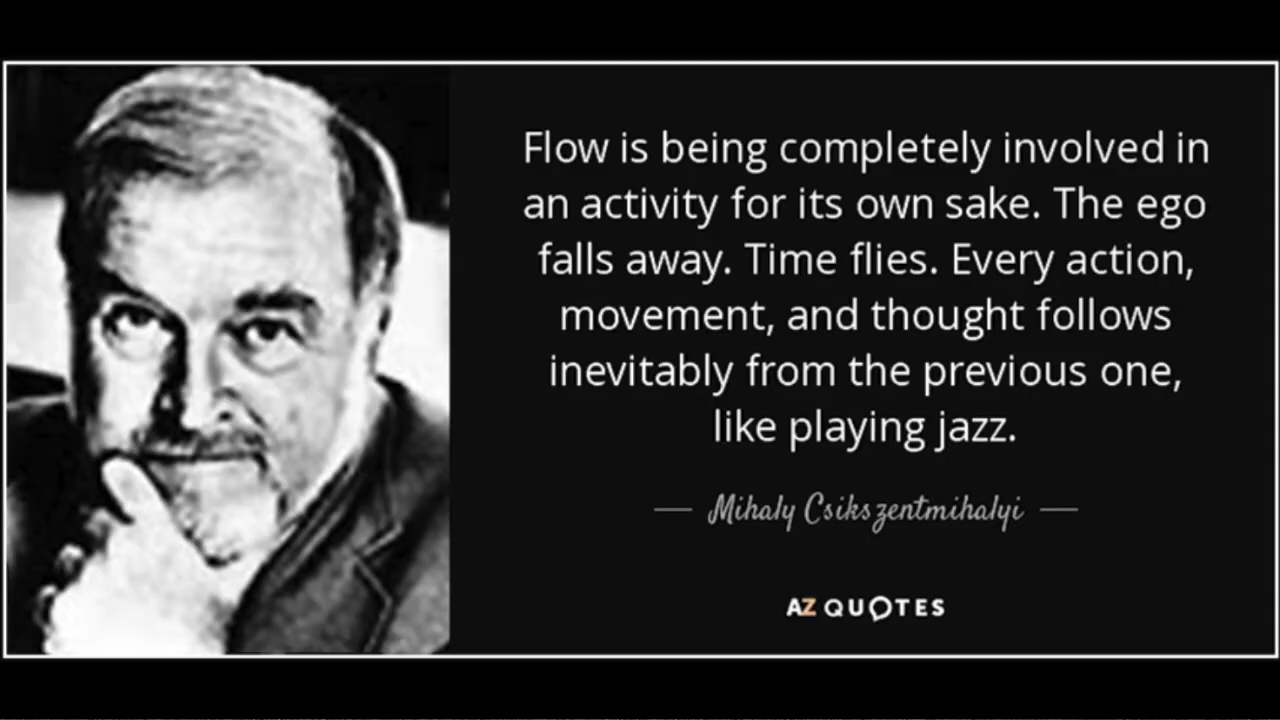 Flow is being completely involved in
an activity for its own sake. The ego
falls away. Time flies. Every action,
movement, and thought follows
inevitably from the previous one,
like playing jazz.
— Mihaly Csikszentmihalyi —
AZ QUOTES